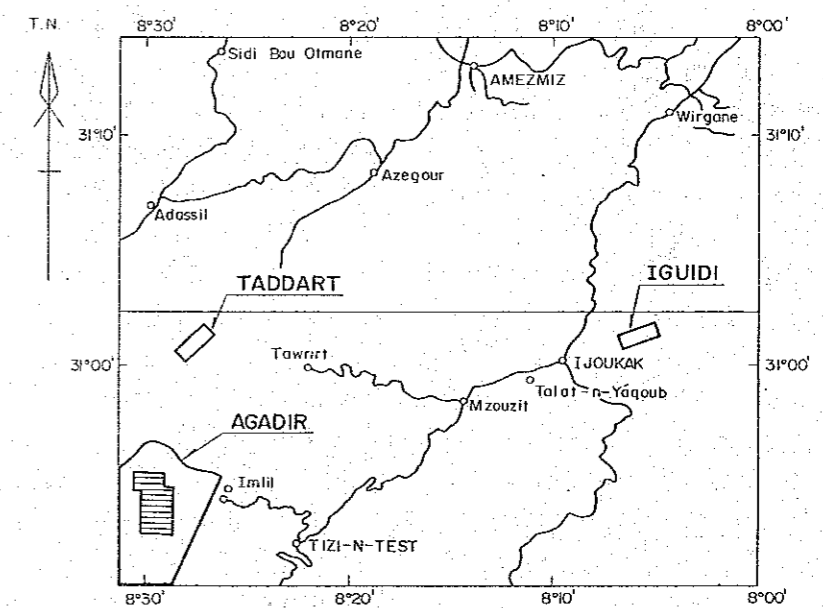 T.N.
8°30' 8°20' 8°10' 8°00'
Sidi Bou Otmane
AMEZMIZ
Wirgane
31°10' 31°10'
Azegour
Adassil
TADDART
IGUIDI
Tawrirt
31°00' 31°00'
IJOUKAK
Talat-n-Yáqoub
Mzouzit
AGADIR
Imlil
TIZI-N-TEST
8°30' 8°20' 8°10' 8°00'